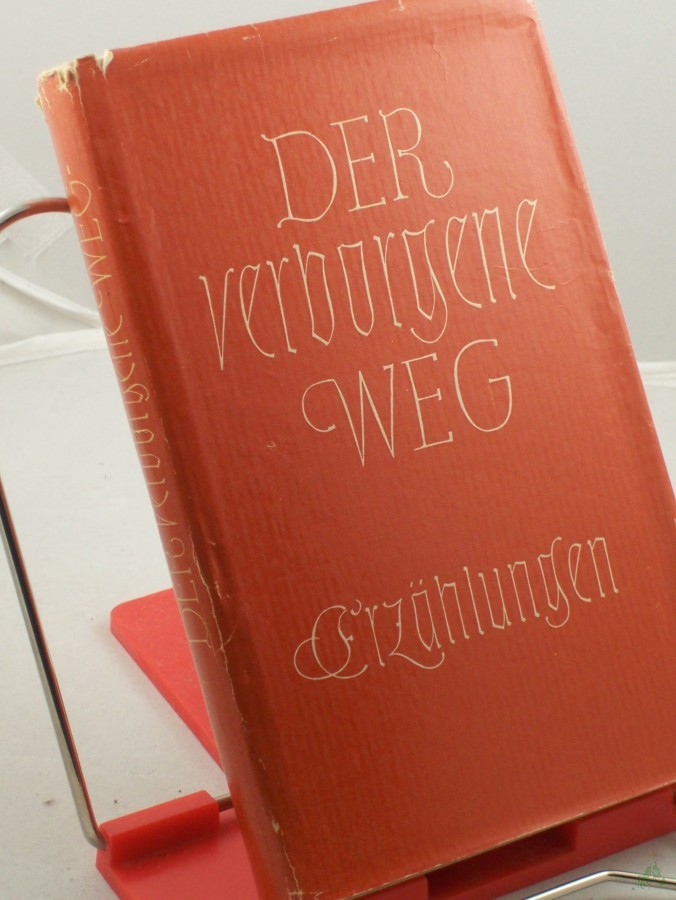 DER
verborgene
WEG
Erzählungen
DER verborgene WEG